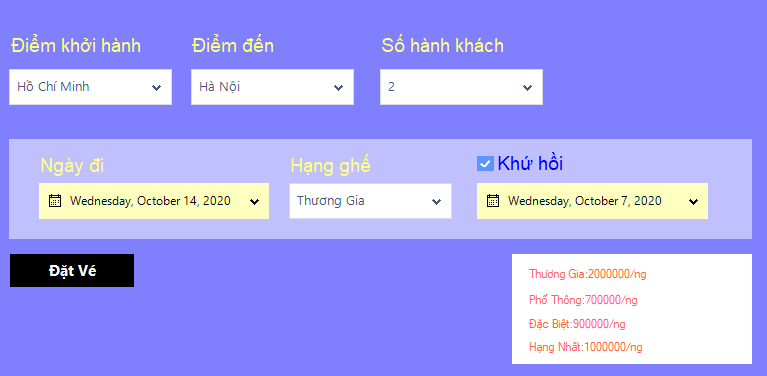 Điểm khởi hành Điểm đến Số hành khách
Hồ Chí Minh Hà Nội 2
Ngày đi Hạng ghế Khứ hồi
Wednesday, October 14, 2020 Thương Gia Wednesday, October 7, 2020
Đặt Vé
Thương Gia:2000000/ng
Phổ Thông:700000/ng
Đặc Biệt:900000/ng
Hạng Nhất:1000000/ng